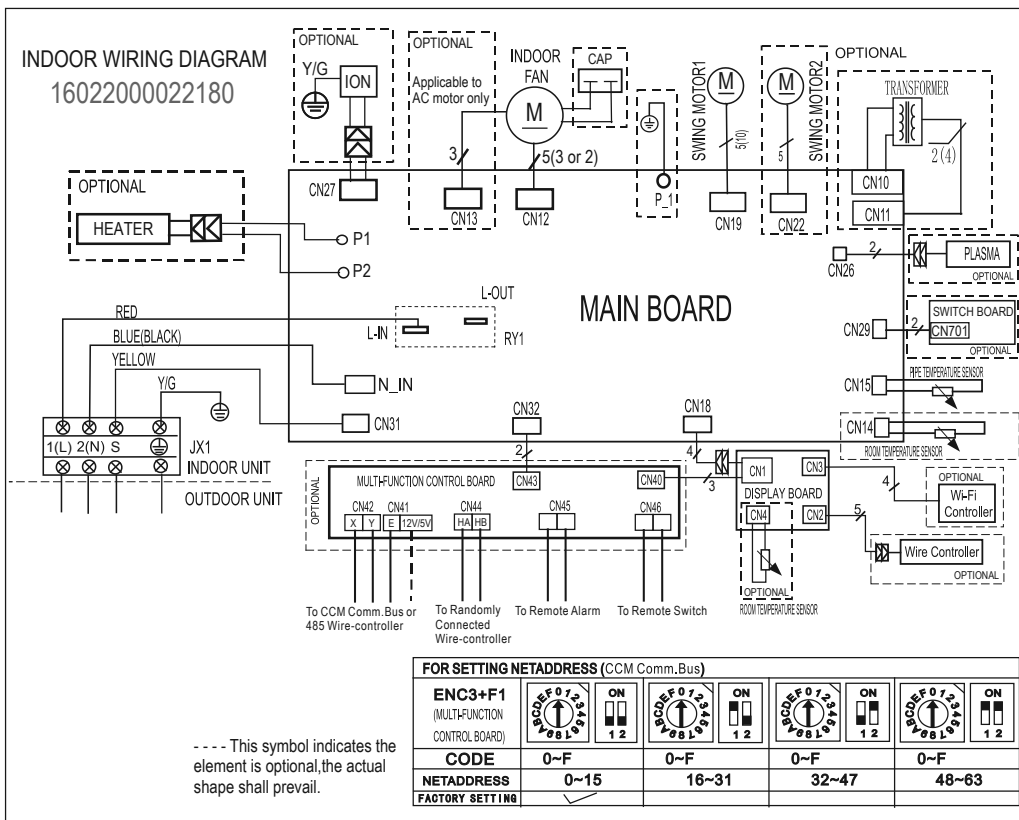 INDOOR WIRING DIAGRAM
16022000022180
OPTIONAL
Y/G
ION
CN27
OPTIONAL
Applicable to
AC motor only
3
CN13
INDOOR
FAN
M
5(3 or 2)
CN12
CAP
P_1
SWING MOTOR1
M
5(10)
CN19
SWING MOTOR2
M
5
CN22
OPTIONAL
TRANSFORMER
2(4)
CN10
CN11
OPTIONAL
HEATER
P1
P2
CN26
2
PLASMA
OPTIONAL
MAIN BOARD
L-OUT
L-IN
RY1
RED
BLUE(BLACK)
YELLOW
Y/G
N_IN
CN31
CN29
2
SWITCH BOARD
CN701
OPTIONAL
CN15
PIPE TEMPERATURE SENSOR
CN14
ROOM TEMPERATURE SENSOR
1(L) 2(N) S
JX1
INDOOR UNIT
OUTDOOR UNIT
CN32
2
CN18
4
OPTIONAL
MULTI-FUNCTION CONTROL BOARD
CN43
CN40
3
CN42 CN41 CN44 CN45 CN46
X Y E 12V/5V HA HB
To CCM Comm.Bus or
485 Wire-controller
To Randomly
Connected
Wire-controller
To Remote Alarm
To Remote Switch
CN1
CN3
DISPLAY BOARD
CN4
CN2
OPTIONAL
ROOM TEMPERATURE SENSOR
4
OPTIONAL
Wi-Fi
Controller
5
Wire Controller
OPTIONAL
FOR SETTING NETADDRESS (CCM Comm.Bus)
ENC3+F1
(MULTI-FUNCTION
CONTROL BOARD)
0123456789ABCDEF ON 1 2
0123456789ABCDEF ON 1 2
0123456789ABCDEF ON 1 2
0123456789ABCDEF ON 1 2
CODE 0~F 0~F 0~F 0~F
NETADDRESS 0~15 16~31 32~47 48~63
FACTORY SETTING
- - - - This symbol indicates the
element is optional,the actual
shape shall prevail.